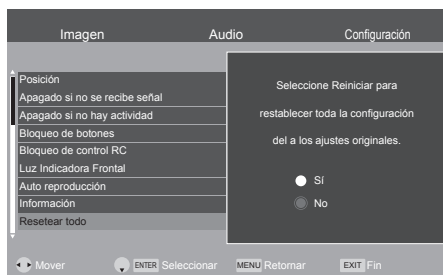 Imagen Audio Configuración
Posición
Apagado si no se recibe señal
Apagado si no hay actividad
Bloqueo de botones
Bloqueo de control RC
Luz Indicadora Frontal
Auto reproducción
Información
Resetear todo
Seleccione Reiniciar para
restablecer toda la configuración
del a los ajustes originales.
Sí
No
Mover ENTER Seleccionar MENU Retornar EXIT Fin